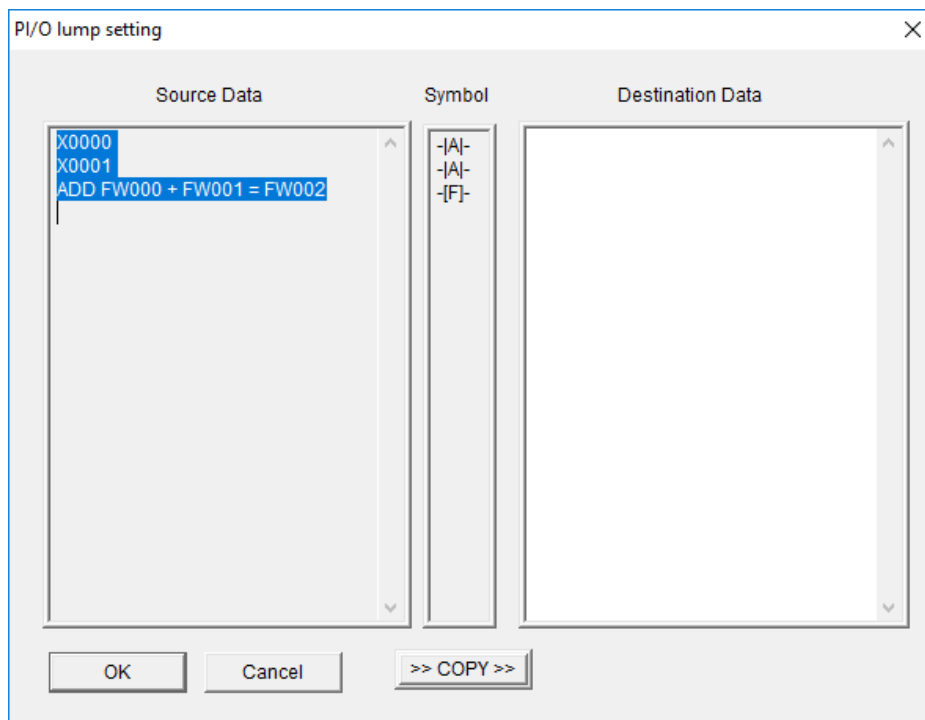 PI/O lump setting
Source Data
Symbol
Destination Data
X0000
X0001
ADD FW000 + FW001 = FW002
-|A|-
-|A|-
-[F]-
OK
Cancel
>> COPY >>